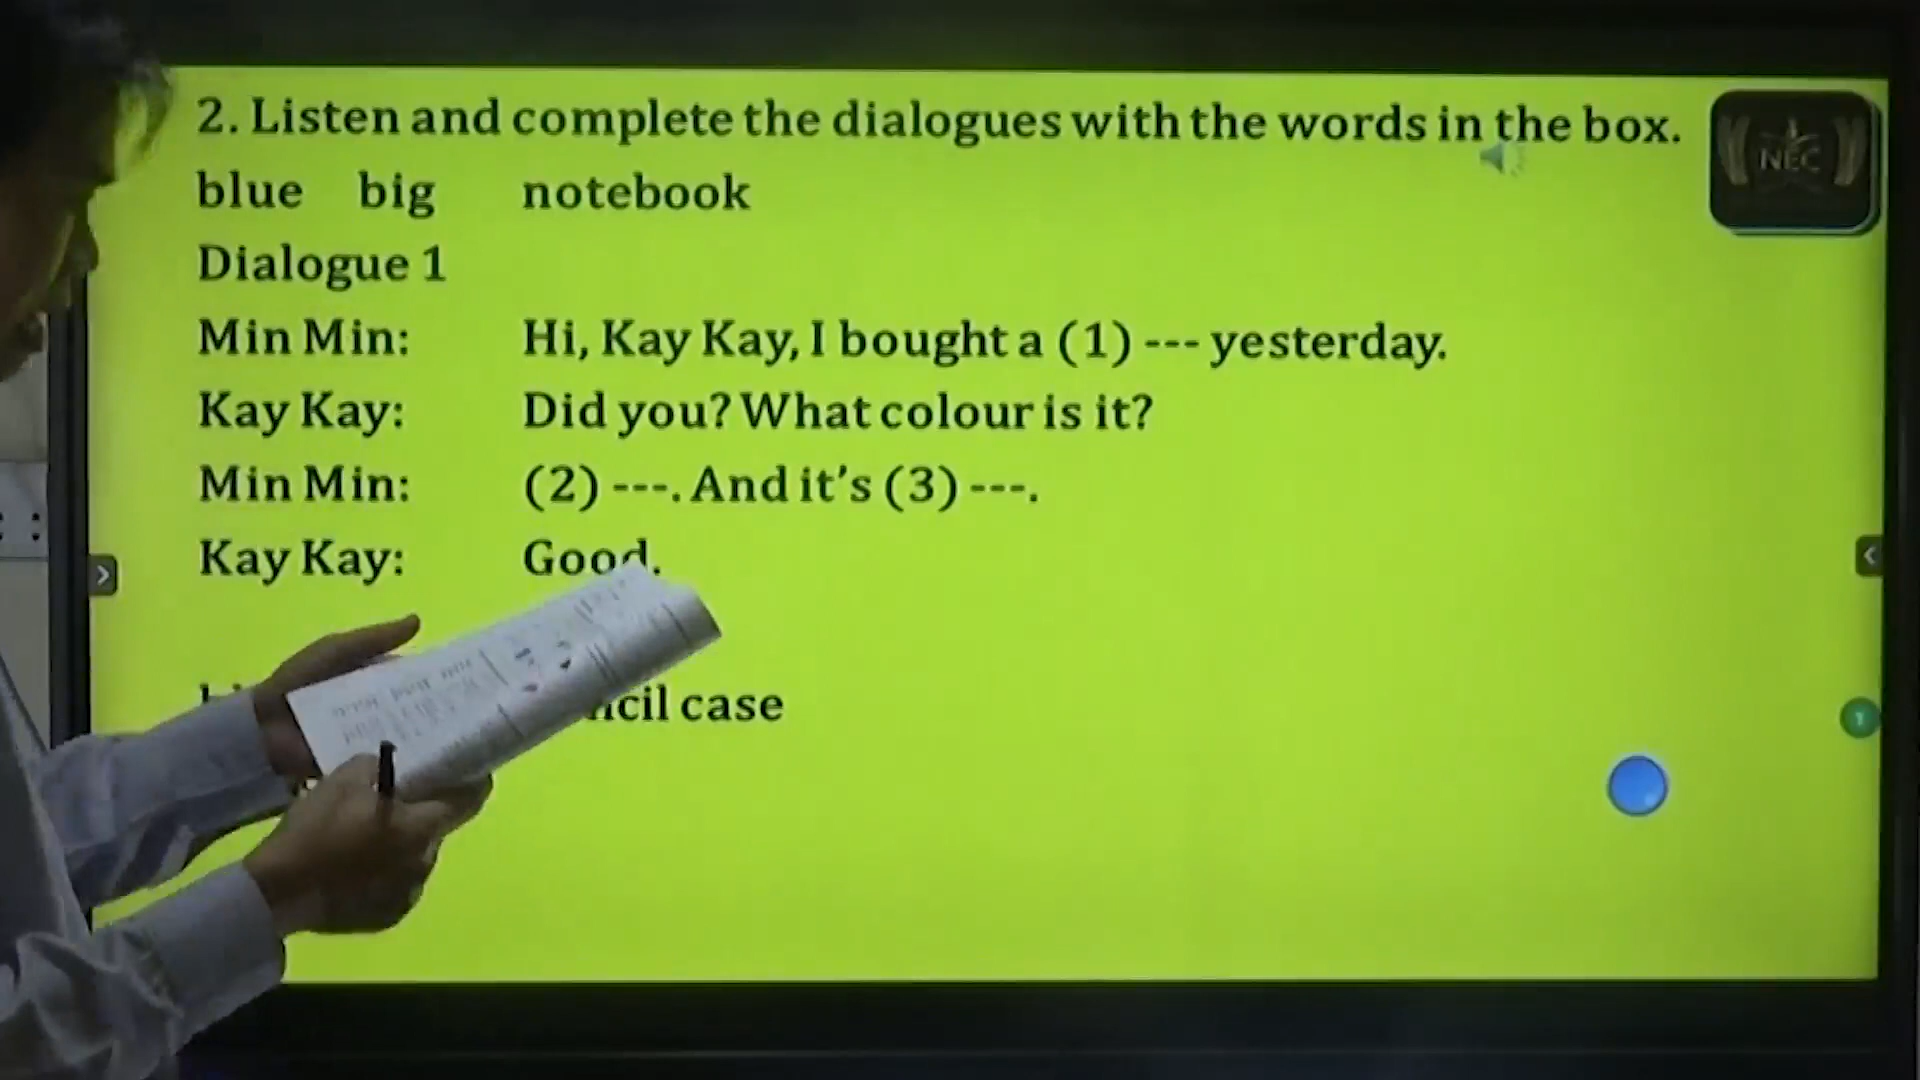 2. Listen and complete the dialogues with the words in the box.
NEC
blue big notebook
Dialogue 1
Min Min: Hi, Kay Kay, I bought a (1) --- yesterday.
Kay Kay: Did you? What colour is it?
Min Min: (2) ---. And it's (3) ---.
Kay Kay: Good.
case
1